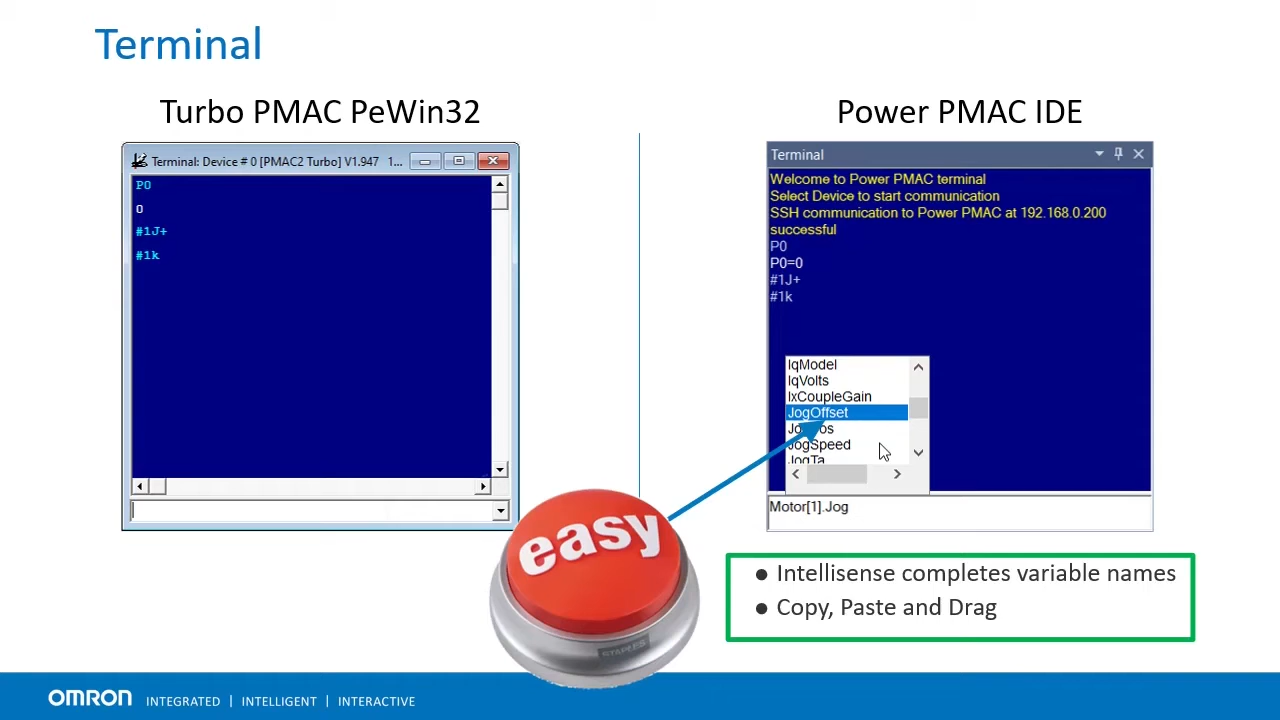 Terminal
Turbo PMAC PeWin32
Terminal: Device # 0 [PMAC2 Turbo] V1.947 1...
P0
0
#1J+
#1k
Power PMAC IDE
Terminal
Welcome to Power PMAC terminal
Select Device to start communication
SSH communication to Power PMAC at 192.168.0.200
successful
P0
P0=0
#1J+
#1k
IqModel
IqVolts
IxCoupleGain
JogOffset
JogSpeed
JogTa
Motor[1].Jog
easy
STAPLES
● Intellisense completes variable names
● Copy, Paste and Drag
OMRON INTEGRATED | INTELLIGENT | INTERACTIVE